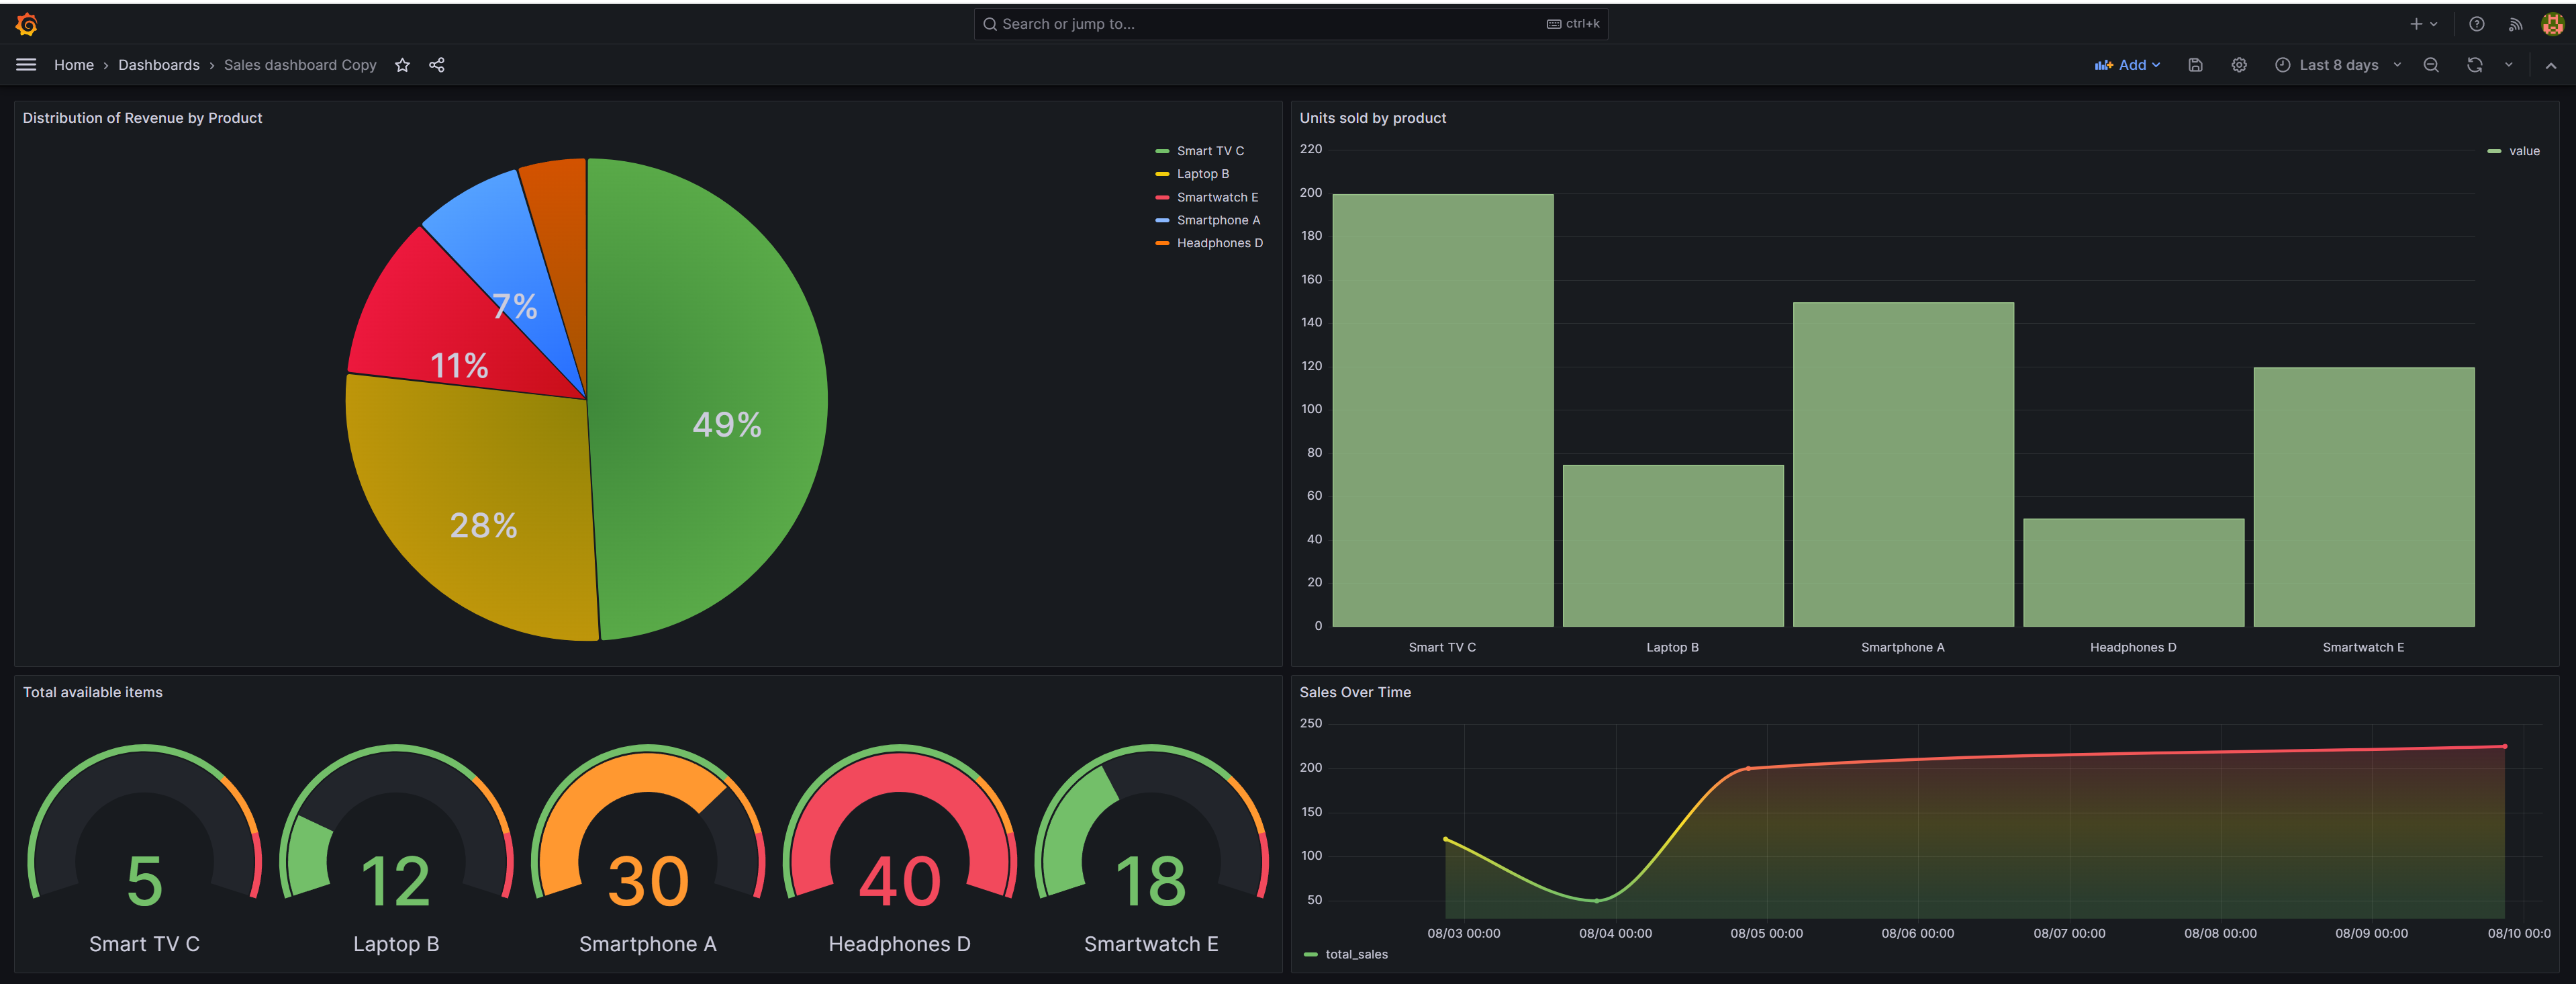 Search or jump to...
ctrl+k
Home › Dashboards › Sales dashboard Copy
Add
Last 8 days
Distribution of Revenue by Product
Smart TV C
Laptop B
Smartwatch E
Smartphone A
Headphones D
7%
11%
49%
28%
Units sold by product
value
220
200
180
160
140
120
100
80
60
40
20
0
Smart TV C Laptop B Smartphone A Headphones D Smartwatch E
Total available items
5 12 30 40 18
Smart TV C Laptop B Smartphone A Headphones D Smartwatch E
Sales Over Time
250
200
150
100
50
08/03 00:00 08/04 00:00 08/05 00:00 08/06 00:00 08/07 00:00 08/08 00:00 08/09 00:00 08/10 00:0
total_sales